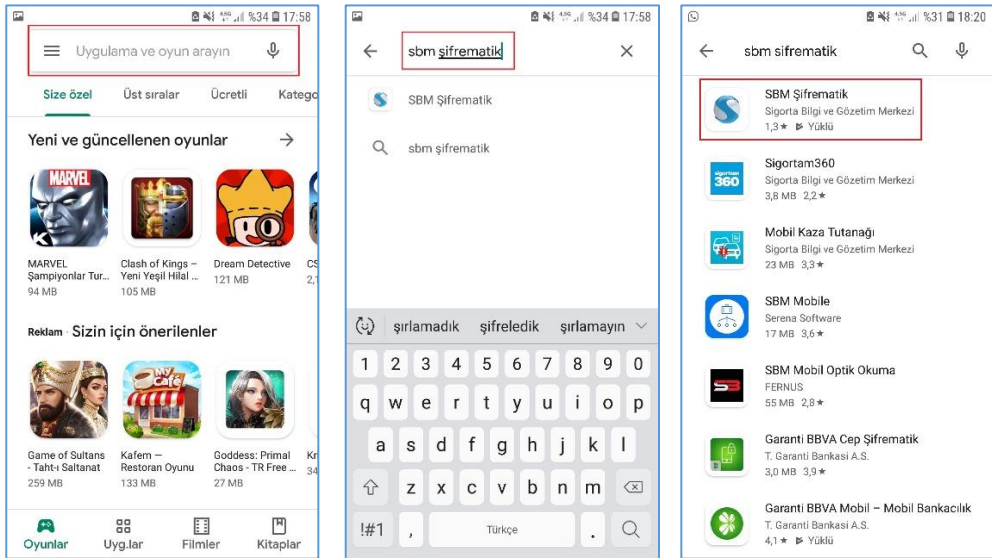 %34 17:58
Uygulama ve oyun arayın
Size özel Üst sıralar Ücretli Katego
Yeni ve güncellenen oyunlar
MARVEL
MARVEL
Şampiyonlar Tur...
94 MB
Clash of Kings –
Yeni Yeşil Hilal ...
105 MB
Dream Detective
121 MB
Reklam · Sizin için önerilenler
My
Café
Game of Sultans
- Taht-ı Saltanat
259 MB
Kafem —
Restoran Oyunu
133 MB
Goddess: Primal
Chaos - TR Free ...
27 MB
Oyunlar Uyg.lar Filmler Kitaplar
%34 17:58
sbm şifrematik
SBM Şifrematik
sbm şifrematik
şırlamadık şifreledik şırlamayın
1 2 3 4 5 6 7 8 9 0
q w e r t y u i o p
a s d f g h j k l
z x c v b n m
!#1 , Türkçe .
%31 18:20
sbm sifrematik
SBM Şifrematik
Sigorta Bilgi ve Gözetim Merkezi
1,3★ Yüklü
sigortam
360
Sigortam360
Sigorta Bilgi ve Gözetim Merkezi
3,8 MB 2,2★
Mobil Kaza Tutanağı
Sigorta Bilgi ve Gözetim Merkezi
23 MB 3,3★
SBM Mobile
Serena Software
17 MB 3,6★
SBM Mobil Optik Okuma
FERNUS
55 MB 2,8★
Garanti BBVA Cep Şifrematik
T. Garanti Bankasi A.S.
3,0 MB 3,9★
Garanti BBVA Mobil – Mobil Bankacılık
T. Garanti Bankasi A.S.
4,1★ Yüklü